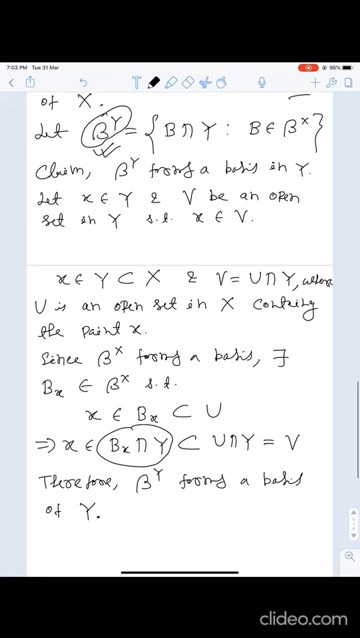 7:03 PM Tue 31 Mar 96%
of X.
Let β^Y = { B ∩ Y : B ∈ β^X }
Claim, β^Y forms a basis in Y.
Let x ∈ Y & V be an open
set in Y s.t. x ∈ V.
x ∈ Y ⊂ X & V = U ∩ Y, where
U is an open set in X containg
the point x.
Since β^X forms a basis, ∃
B_x ∈ β^X s.t.
x ∈ B_x ⊂ U
⇒ x ∈ B_x ∩ Y ⊂ U ∩ Y = V
Therefore, β^Y forms a basis
of Y.
clideo.com